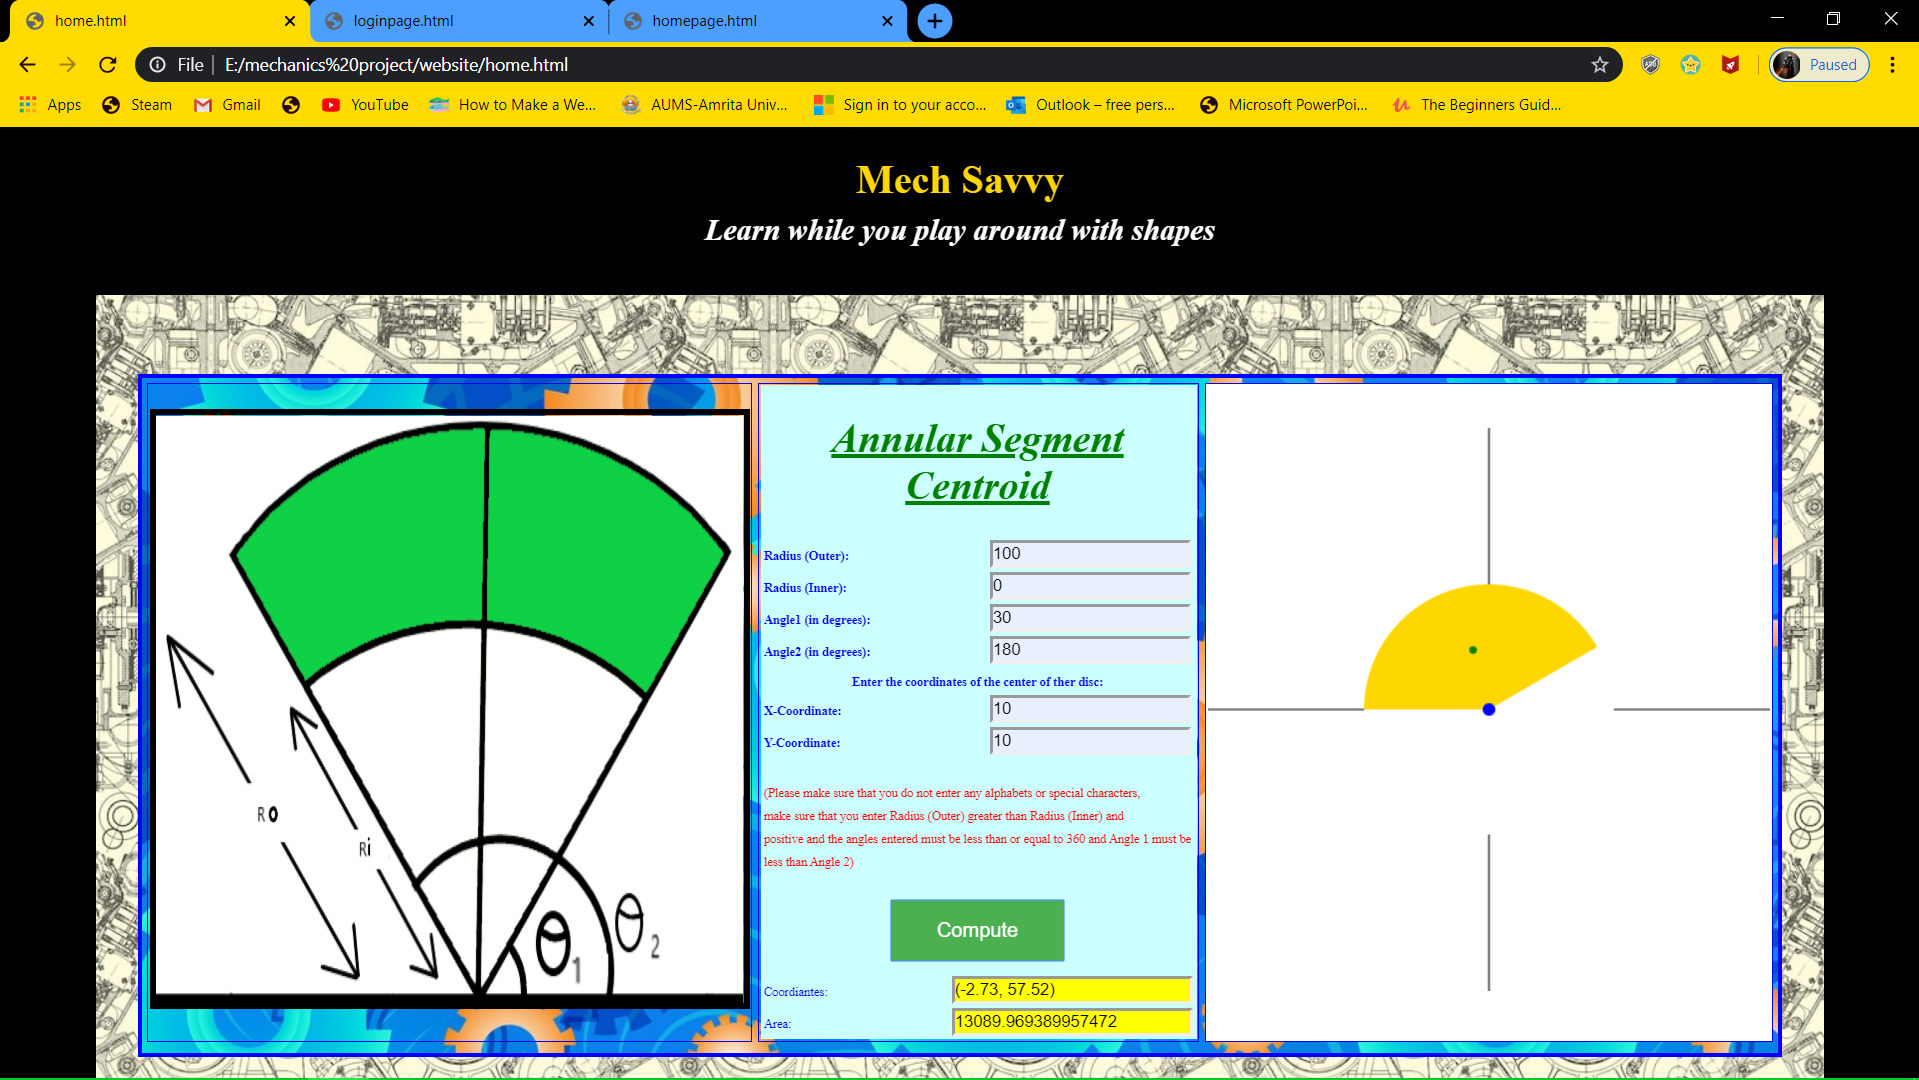 home.html
loginpage.html
homepage.html
File
E:/mechanics%20project/website/home.html
Paused
Apps
Steam
Gmail
YouTube
How to Make a We...
AUMS-Amrita Univ...
Sign in to your acco...
Outlook – free pers...
Microsoft PowerPoi...
The Beginners Guid...
Mech Savvy
Learn while you play around with shapes
Ro
Ri
θ1
θ2
Annular Segment
Centroid
Radius (Outer): 100
Radius (Inner): 0
Angle1 (in degrees): 30
Angle2 (in degrees): 180
Enter the coordinates of the center of ther disc:
X-Coordinate: 10
Y-Coordinate: 10
(Please make sure that you do not enter any alphabets or special characters,
make sure that you enter Radius (Outer) greater than Radius (Inner) and
positive and the angles entered must be less than or equal to 360 and Angle 1 must be
less than Angle 2)
Compute
Coordiantes: (-2.73, 57.52)
Area: 13089.969389957472